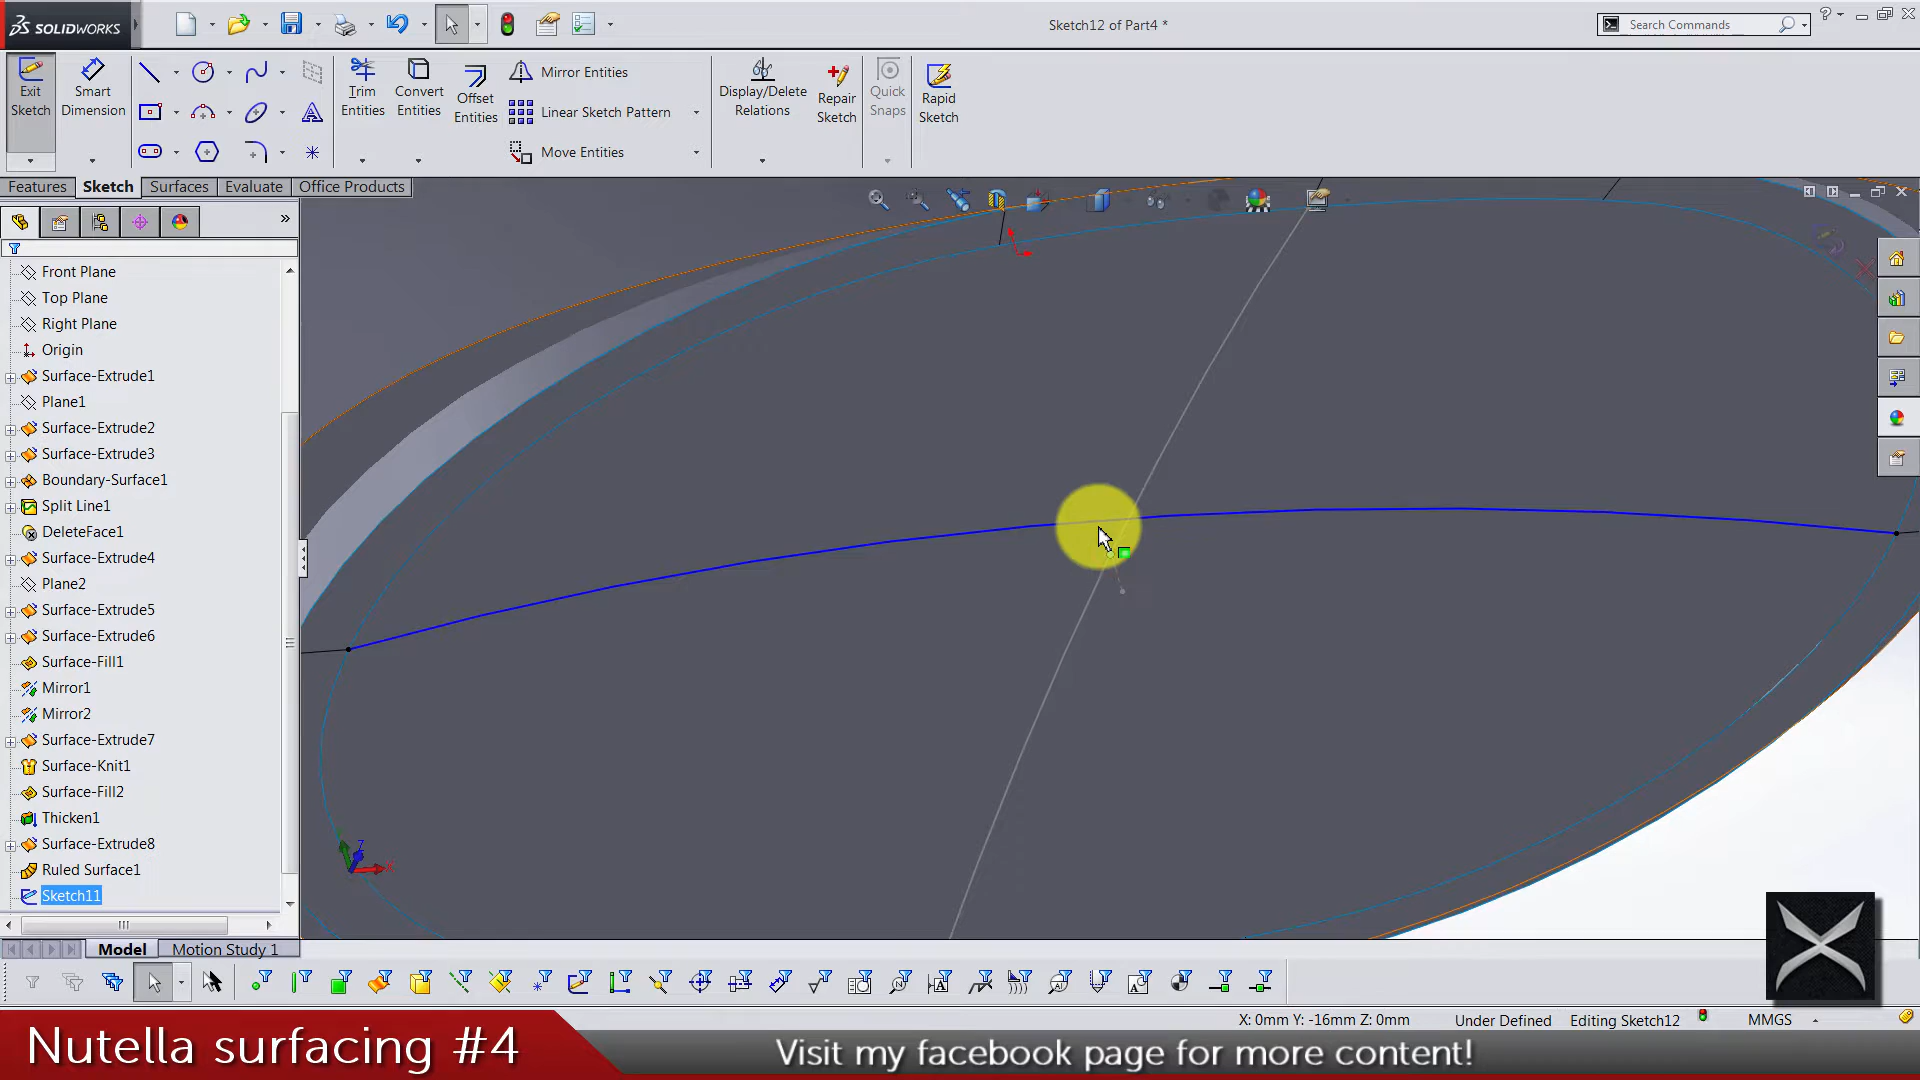 SOLIDWORKS
Sketch12 of Part4 *
Search Commands
Exit
Sketch
Smart
Dimension
Trim
Entities
Convert
Entities
Offset
Entities
Mirror Entities
Linear Sketch Pattern
Move Entities
Display/Delete
Relations
Repair
Sketch
Quick
Snaps
Rapid
Sketch
Features
Sketch
Surfaces
Evaluate
Office Products
Front Plane
Top Plane
Right Plane
Origin
Surface-Extrude1
Plane1
Surface-Extrude2
Surface-Extrude3
Boundary-Surface1
Split Line1
DeleteFace1
Surface-Extrude4
Plane2
Surface-Extrude5
Surface-Extrude6
Surface-Fill1
Mirror1
Mirror2
Surface-Extrude7
Surface-Knit1
Surface-Fill2
Thicken1
Surface-Extrude8
Ruled Surface1
Sketch11
Z
X
Model
Motion Study 1
X: 0mm Y: -16mm Z: 0mm
Under Defined
Editing Sketch12
MMGS
Nutella surfacing #4
Visit my facebook page for more content!